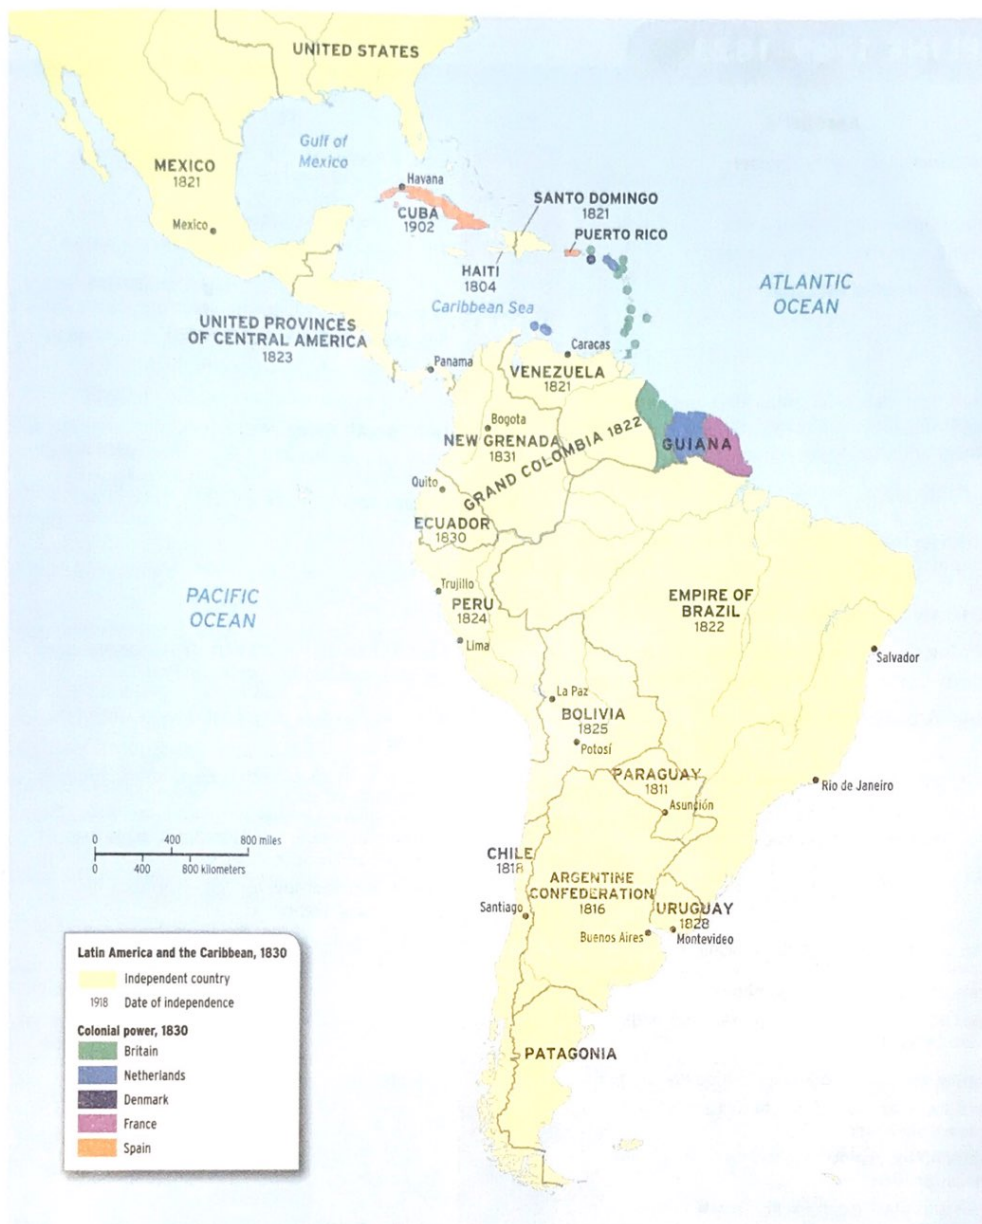 UNITED STATES
Gulf of
Mexico
MEXICO
1821
Mexico
Havana
CUBA
1902
SANTO DOMINGO
1821
PUERTO RICO
HAITI
1804
Caribbean Sea
ATLANTIC
OCEAN
UNITED PROVINCES
OF CENTRAL AMERICA
1823
Panama
Caracas
VENEZUELA
1821
Bogota
NEW GRENADA
1831
GRAND COLOMBIA 1822
GUIANA
Quito
ECUADOR
1830
PACIFIC
OCEAN
Trujillo
PERU
1824
Lima
EMPIRE OF
BRAZIL
1822
Salvador
La Paz
BOLIVIA
1825
Potosí
PARAGUAY
1811
Asunción
Rio de Janeiro
0 400 800 miles
0 400 800 kilometers
CHILE
1818
ARGENTINE
CONFEDERATION
1816
Santiago
URUGUAY
1828
Buenos Aires
Montevideo
PATAGONIA
Latin America and the Caribbean, 1830
Independent country
1918 Date of independence
Colonial power, 1830
Britain
Netherlands
Denmark
France
Spain